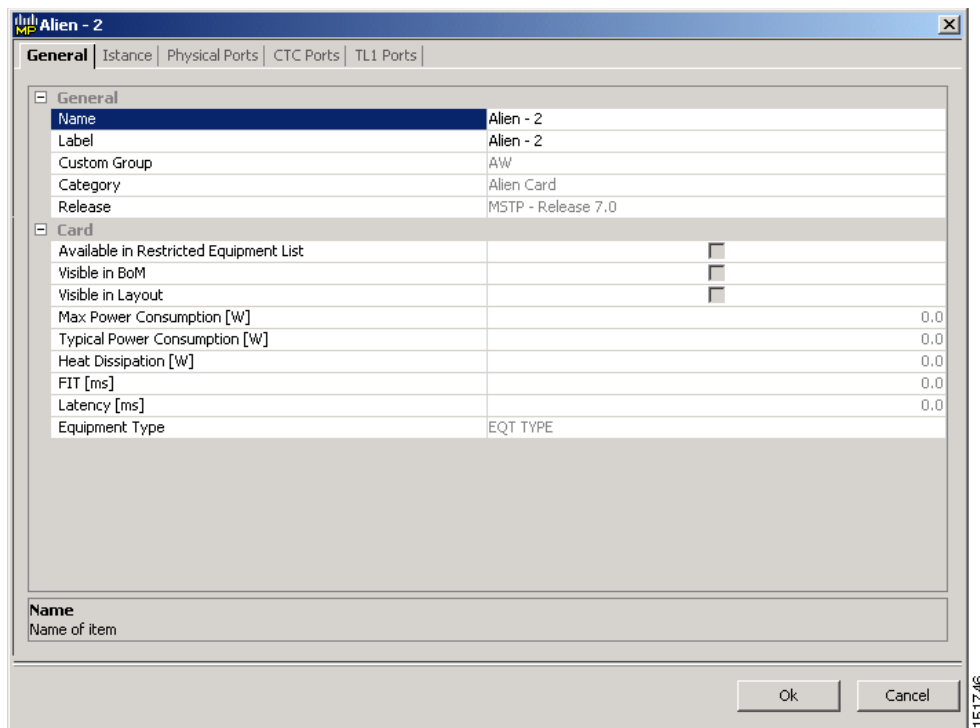 MP Alien - 2
General Istance Physical Ports CTC Ports TL1 Ports
General
Name Alien - 2
Label Alien - 2
Custom Group AW
Category Alien Card
Release MSTP - Release 7.0
Card
Available in Restricted Equipment List
Visible in BoM
Visible in Layout
Max Power Consumption [W] 0.0
Typical Power Consumption [W] 0.0
Heat Dissipation [W] 0.0
FIT [ms] 0.0
Latency [ms] 0.0
Equipment Type EQT TYPE
Name
Name of item
Ok Cancel
151746